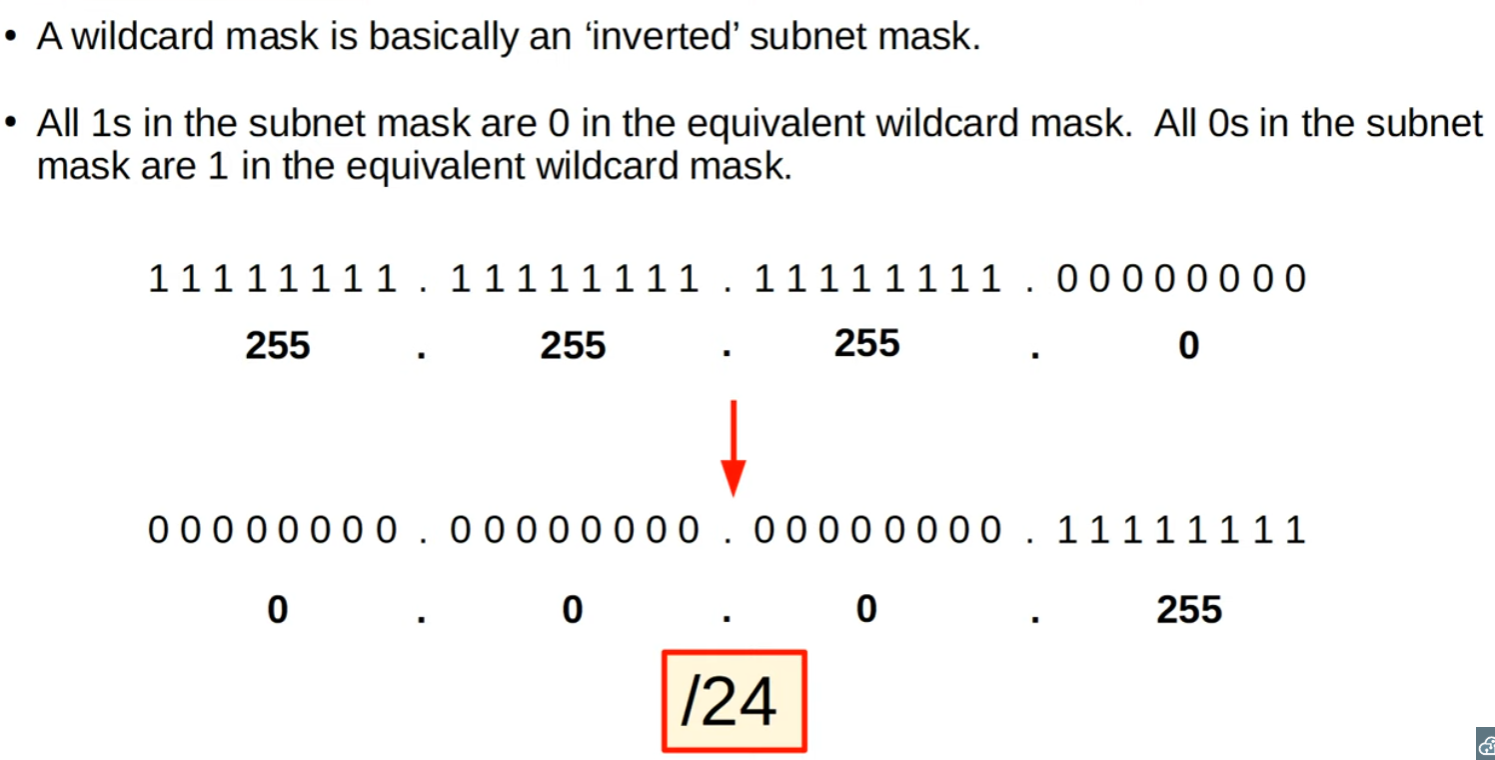 • A wildcard mask is basically an ‘inverted’ subnet mask.
• All 1s in the subnet mask are 0 in the equivalent wildcard mask.  All 0s in the subnet
mask are 1 in the equivalent wildcard mask.
1 1 1 1 1 1 1 1 . 1 1 1 1 1 1 1 1 . 1 1 1 1 1 1 1 1 . 0 0 0 0 0 0 0 0
255 . 255 . 255 . 0
0 0 0 0 0 0 0 0 . 0 0 0 0 0 0 0 0 . 0 0 0 0 0 0 0 0 . 1 1 1 1 1 1 1 1
0 . 0 . 0 . 255
/24